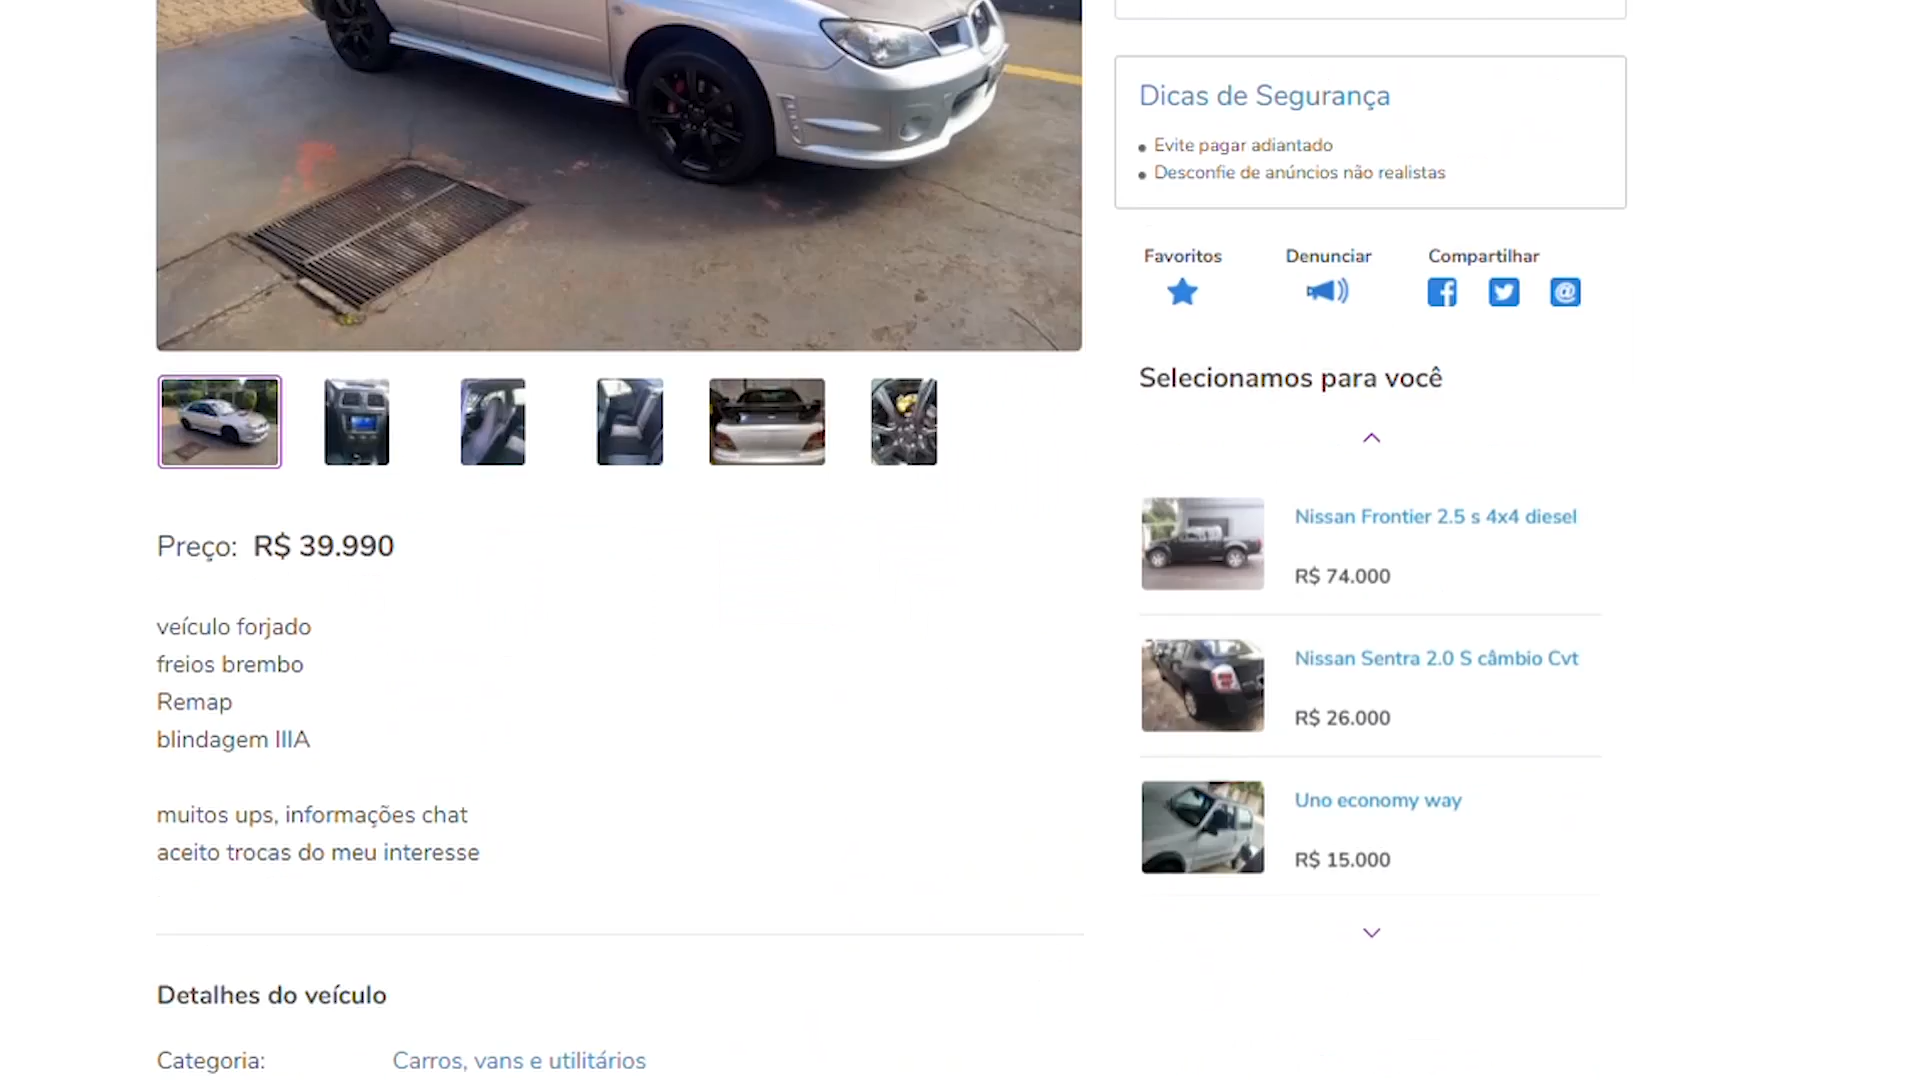 Dicas de Segurança
Evite pagar adiantado
Desconfie de anúncios não realistas
Favoritos
Denunciar
Compartilhar
Selecionamos para você
Nissan Frontier 2.5 s 4x4 diesel
R$ 74.000
Nissan Sentra 2.0 S câmbio Cvt
R$ 26.000
Uno economy way
R$ 15.000
Preço: R$ 39.990
veículo forjado
freios brembo
Remap
blindagem IIIA
muitos ups, informações chat
aceito trocas do meu interesse
Detalhes do veículo
Categoria: Carros, vans e utilitários